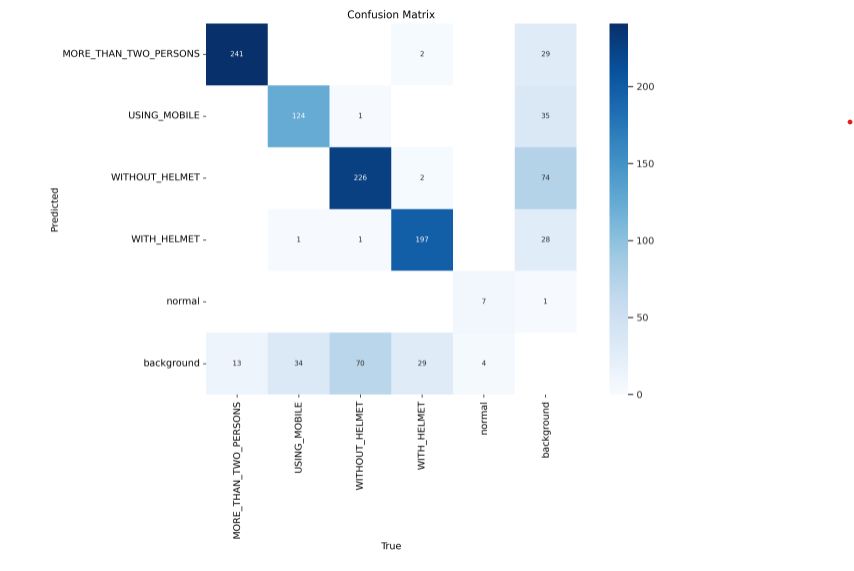 Confusion Matrix
MORE_THAN_TWO_PERSONS 241 2 29
USING_MOBILE 124 1 35
WITHOUT_HELMET 226 2 74
WITH_HELMET 1 1 197 28
normal 7 1
background 13 34 70 29 4
Predicted
MORE_THAN_TWO_PERSONS
USING_MOBILE
WITHOUT_HELMET
WITH_HELMET
normal
background
True
200
150
100
50
0